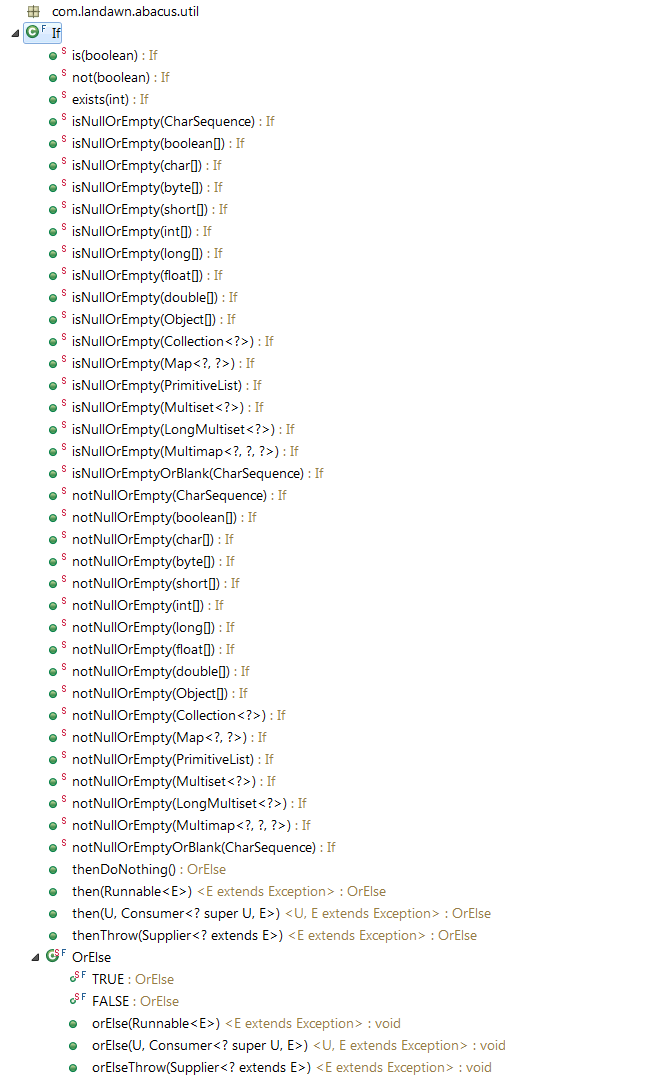 com.landawn.abacus.util
C F If
S is(boolean) : If
S not(boolean) : If
S exists(int) : If
S isNullOrEmpty(CharSequence) : If
S isNullOrEmpty(boolean[]) : If
S isNullOrEmpty(char[]) : If
S isNullOrEmpty(byte[]) : If
S isNullOrEmpty(short[]) : If
S isNullOrEmpty(int[]) : If
S isNullOrEmpty(long[]) : If
S isNullOrEmpty(float[]) : If
S isNullOrEmpty(double[]) : If
S isNullOrEmpty(Object[]) : If
S isNullOrEmpty(Collection<?>) : If
S isNullOrEmpty(Map<?, ?>) : If
S isNullOrEmpty(PrimitiveList) : If
S isNullOrEmpty(Multiset<?>) : If
S isNullOrEmpty(LongMultiset<?>) : If
S isNullOrEmpty(Multimap<?, ?, ?>) : If
S isNullOrEmptyOrBlank(CharSequence) : If
S notNullOrEmpty(CharSequence) : If
S notNullOrEmpty(boolean[]) : If
S notNullOrEmpty(char[]) : If
S notNullOrEmpty(byte[]) : If
S notNullOrEmpty(short[]) : If
S notNullOrEmpty(int[]) : If
S notNullOrEmpty(long[]) : If
S notNullOrEmpty(float[]) : If
S notNullOrEmpty(double[]) : If
S notNullOrEmpty(Object[]) : If
S notNullOrEmpty(Collection<?>) : If
S notNullOrEmpty(Map<?, ?>) : If
S notNullOrEmpty(PrimitiveList) : If
S notNullOrEmpty(Multiset<?>) : If
S notNullOrEmpty(LongMultiset<?>) : If
S notNullOrEmpty(Multimap<?, ?, ?>) : If
S notNullOrEmptyOrBlank(CharSequence) : If
thenDoNothing() : OrElse
then(Runnable<E>) <E extends Exception> : OrElse
then(U, Consumer<? super U, E>) <U, E extends Exception> : OrElse
thenThrow(Supplier<? extends E>) <E extends Exception> : OrElse
C S F OrElse
S F TRUE : OrElse
S F FALSE : OrElse
orElse(Runnable<E>) <E extends Exception> : void
orElse(U, Consumer<? super U, E>) <U, E extends Exception> : void
orElseThrow(Supplier<? extends E>) <E extends Exception> : void